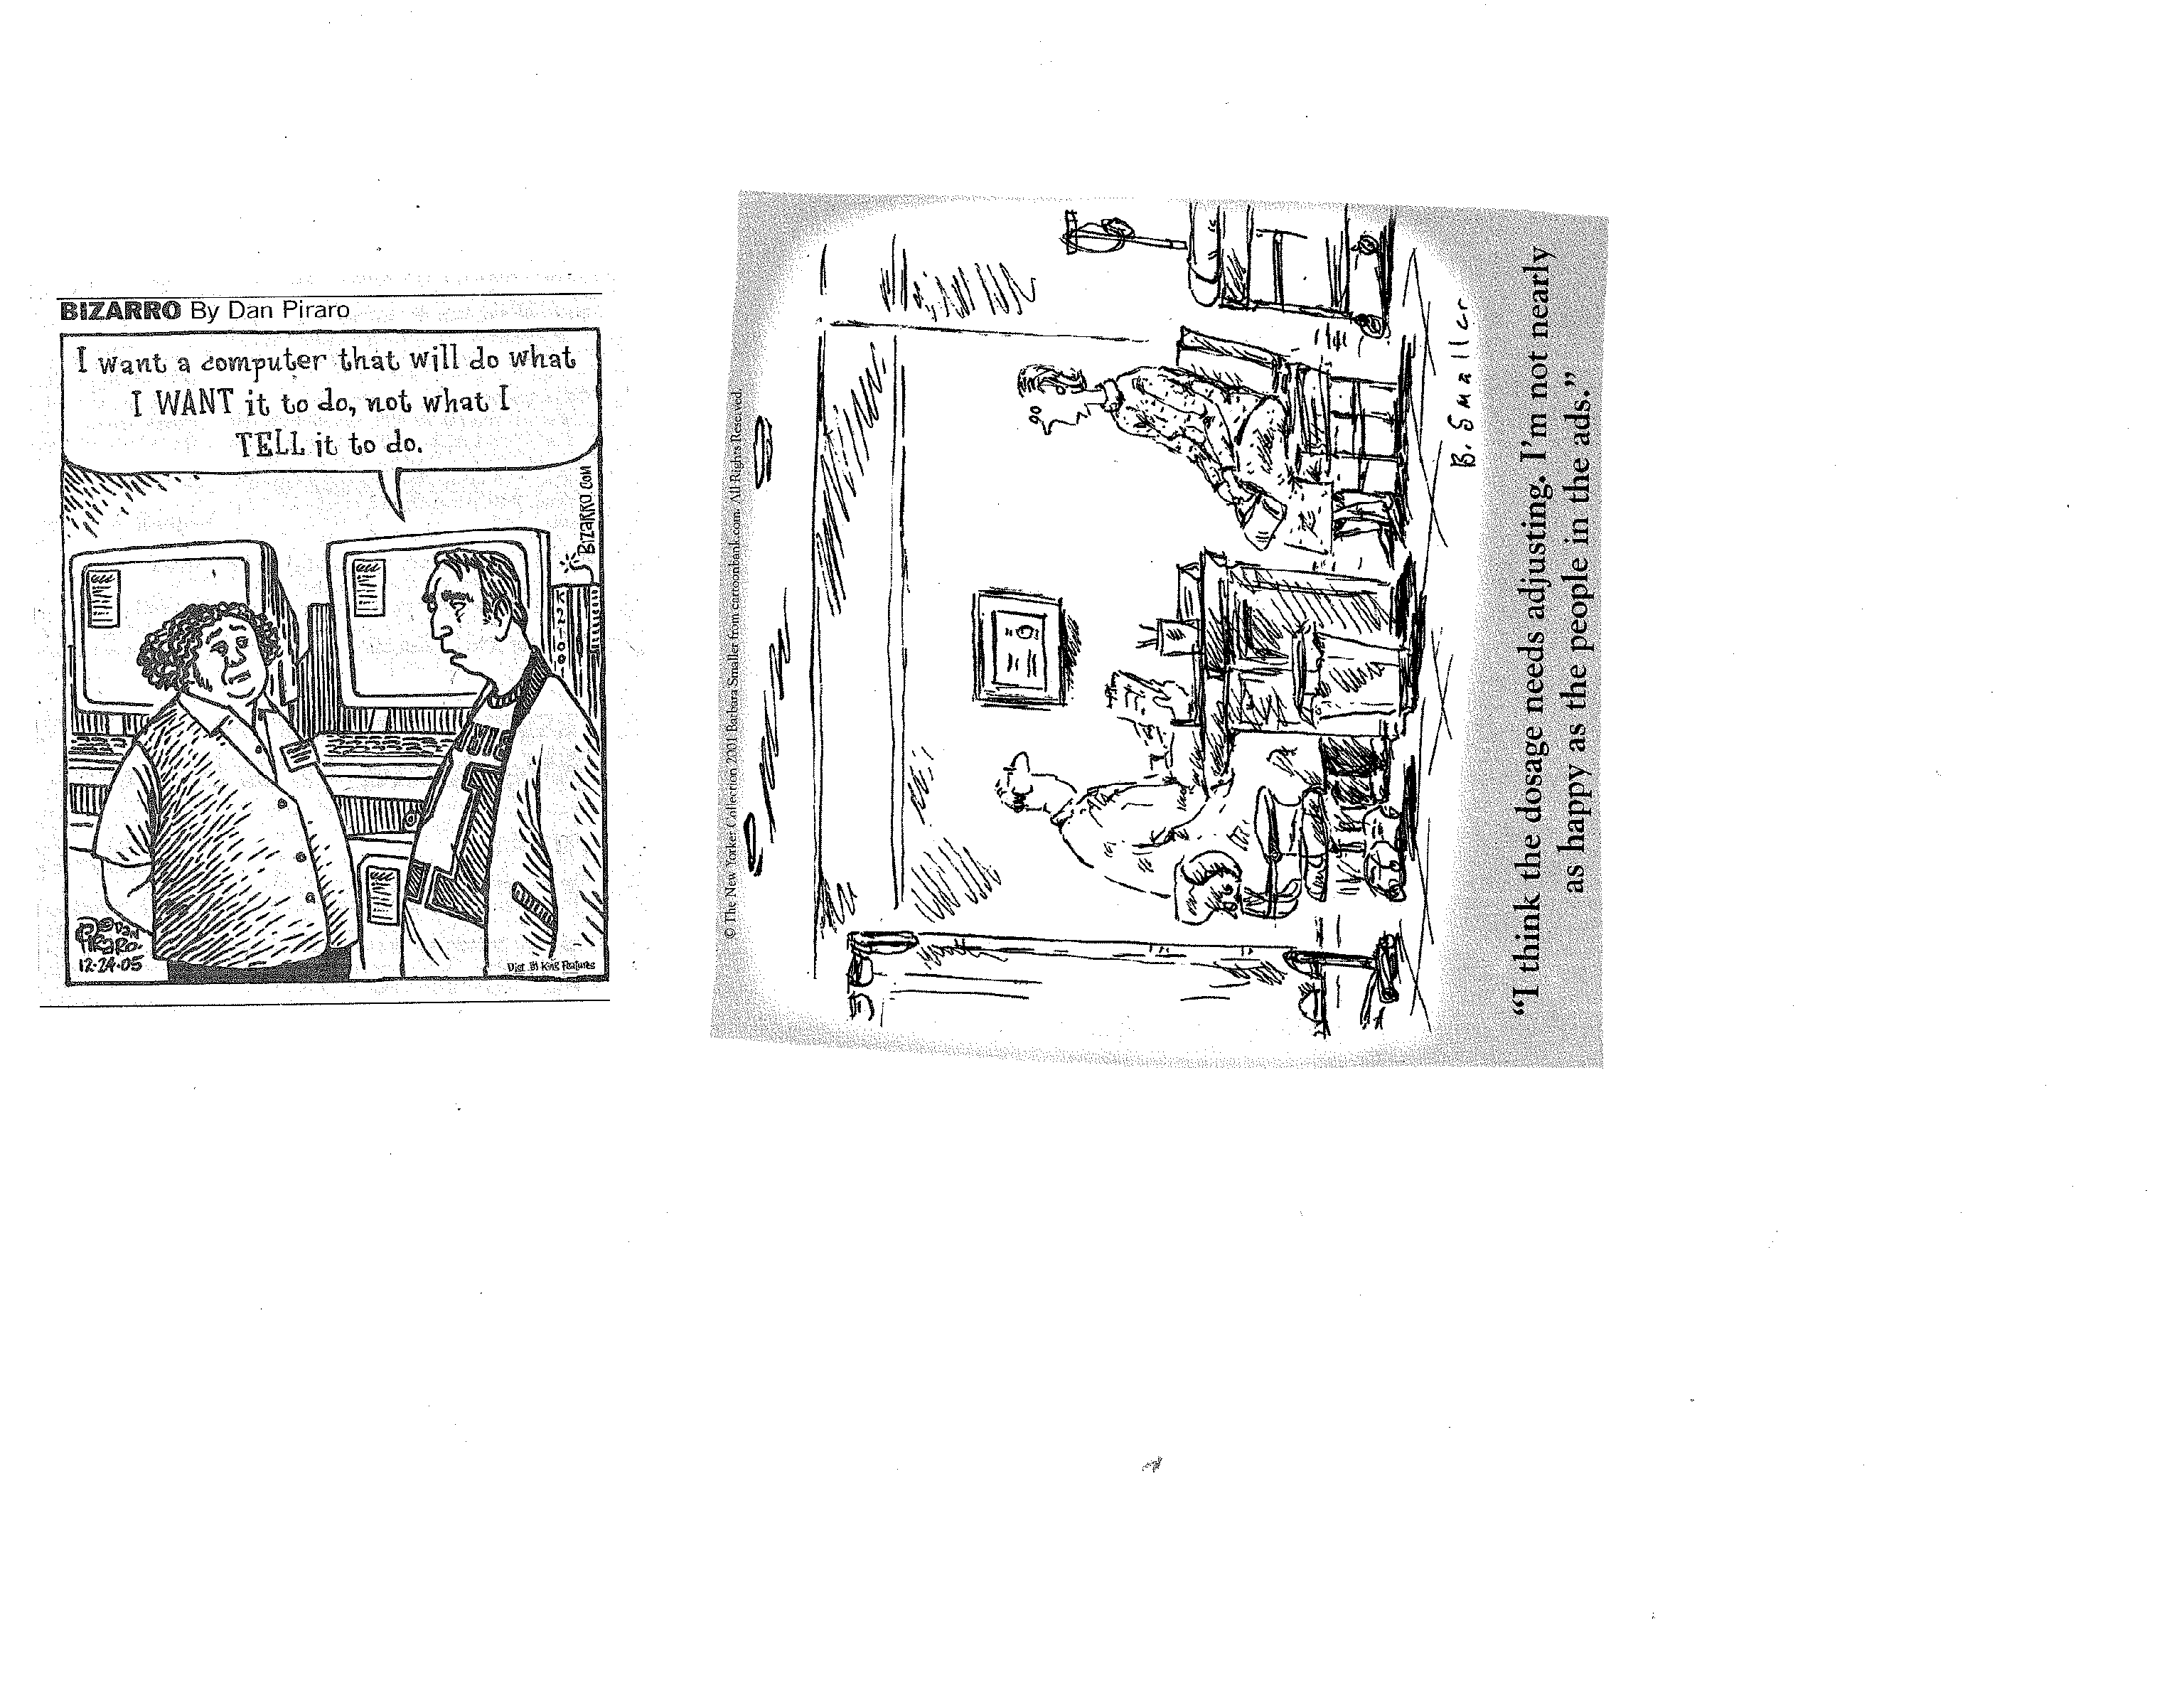 BIZARRO By Dan Piraro
I want a computer that will do what
I WANT it to do, not what I
TELL it to do.
BIZARRO.COM
KS2100
DAN
PIRARO.
12-24-05
Dist. By King Features
© The New Yorker Collection 2001 Barbara Smaller from cartoonbank.com. All Rights Reserved.
B. Smaller
“I think the dosage needs adjusting. I’m not nearly
as happy as the people in the ads.”